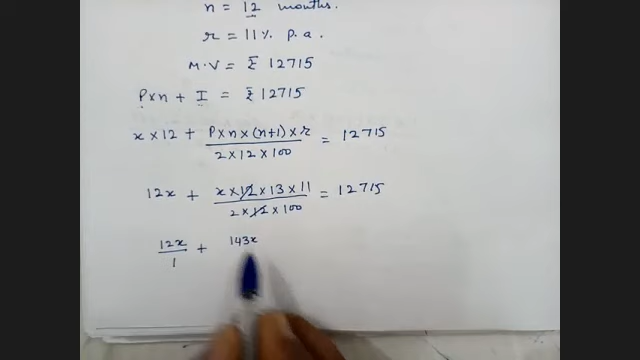 n = 12 months.
r = 11% p.a.
M.V = ₹ 12715
P×n + I = ₹ 12715
x × 12 + P×n×(n+1)×r / 2×12×100 = 12715
12x + x×12×13×11 / 2×12×100 = 12715
12x / 1 + 143x